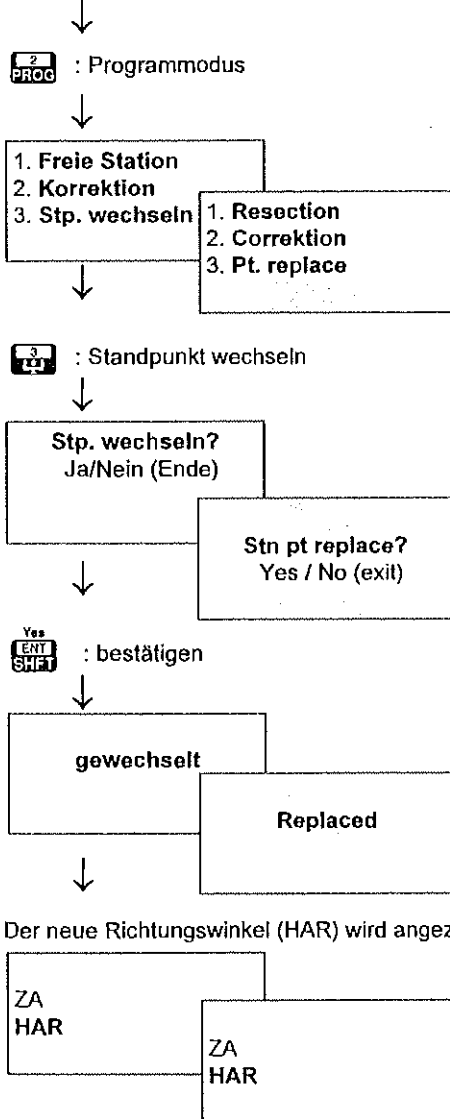 2
PROG : Programmodus
1. Freie Station
2. Korrektion
3. Stp. wechseln
1. Resection
2. Correktion
3. Pt. replace
3 : Standpunkt wechseln
Stp. wechseln?
Ja/Nein (Ende)
Stn pt replace?
Yes / No (exit)
Yes
ENT
SHFT : bestätigen
gewechselt
Replaced
Der neue Richtungswinkel (HAR) wird angez
ZA
HAR
ZA
HAR